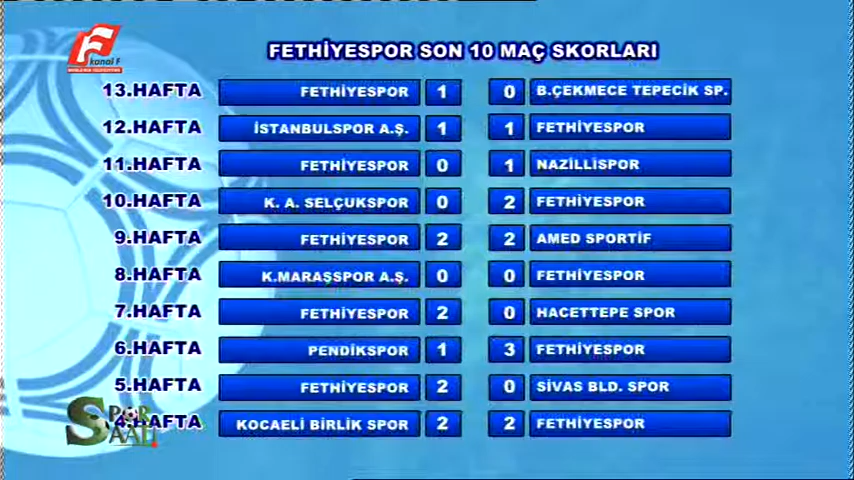 kanal F
FETHİYESPOR SON 10 MAÇ SKORLARI
13.HAFTA FETHİYESPOR 1 0 B.ÇEKMECE TEPECİK SP.
12.HAFTA İSTANBULSPOR A.Ş. 1 1 FETHİYESPOR
11.HAFTA FETHİYESPOR 0 1 NAZİLLİSPOR
10.HAFTA K. A. SELÇUKSPOR 0 2 FETHİYESPOR
9.HAFTA FETHİYESPOR 2 2 AMED SPORTİF
8.HAFTA K.MARAŞSPOR A.Ş. 0 0 FETHİYESPOR
7.HAFTA FETHİYESPOR 2 0 HACETTEPE SPOR
6.HAFTA PENDİKSPOR 1 3 FETHİYESPOR
5.HAFTA FETHİYESPOR 2 0 SİVAS BLD. SPOR
4.HAFTA KOCAELİ BİRLİK SPOR 2 2 FETHİYESPOR
SPOR
SAATİ